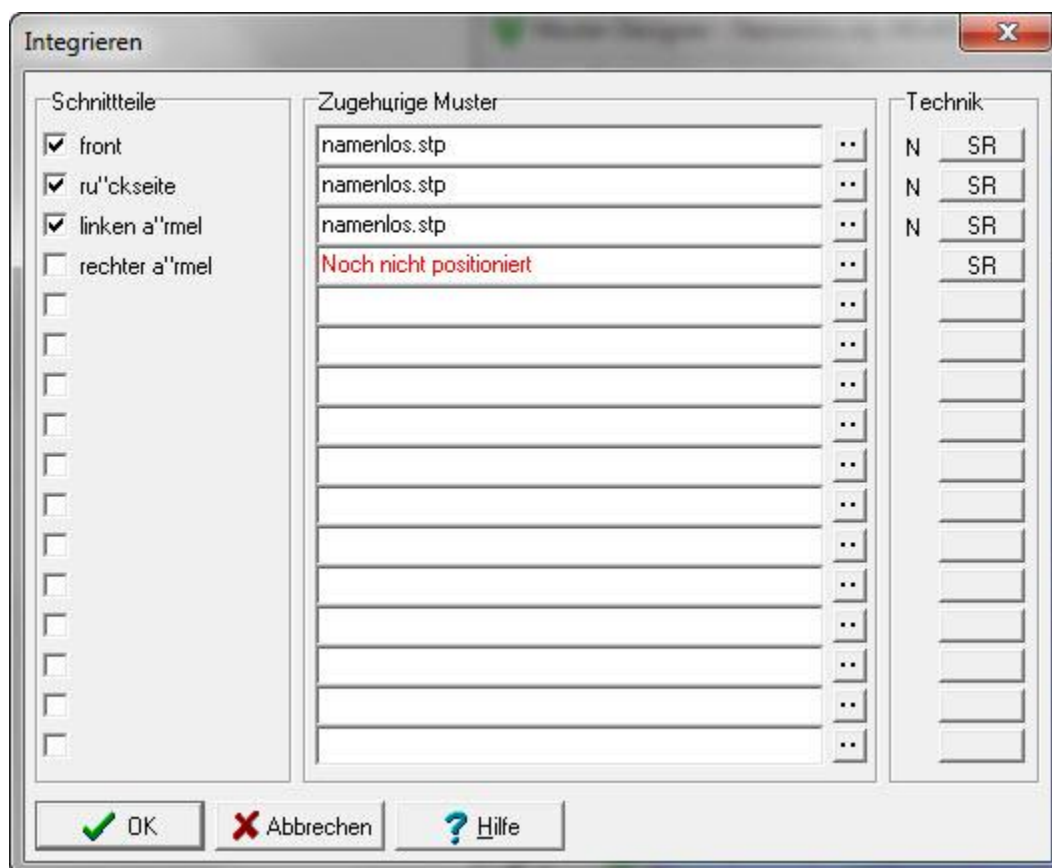 Integrieren
Schnittteile Zugehцrige Muster Technik
front namenlos.stp .. N SR
ru"ckseite namenlos.stp .. N SR
linken a"rmel namenlos.stp .. N SR
rechter a"rmel Noch nicht positioniert .. SR
..
..
..
..
..
..
..
..
..
..
..
..
OK Abbrechen Hilfe